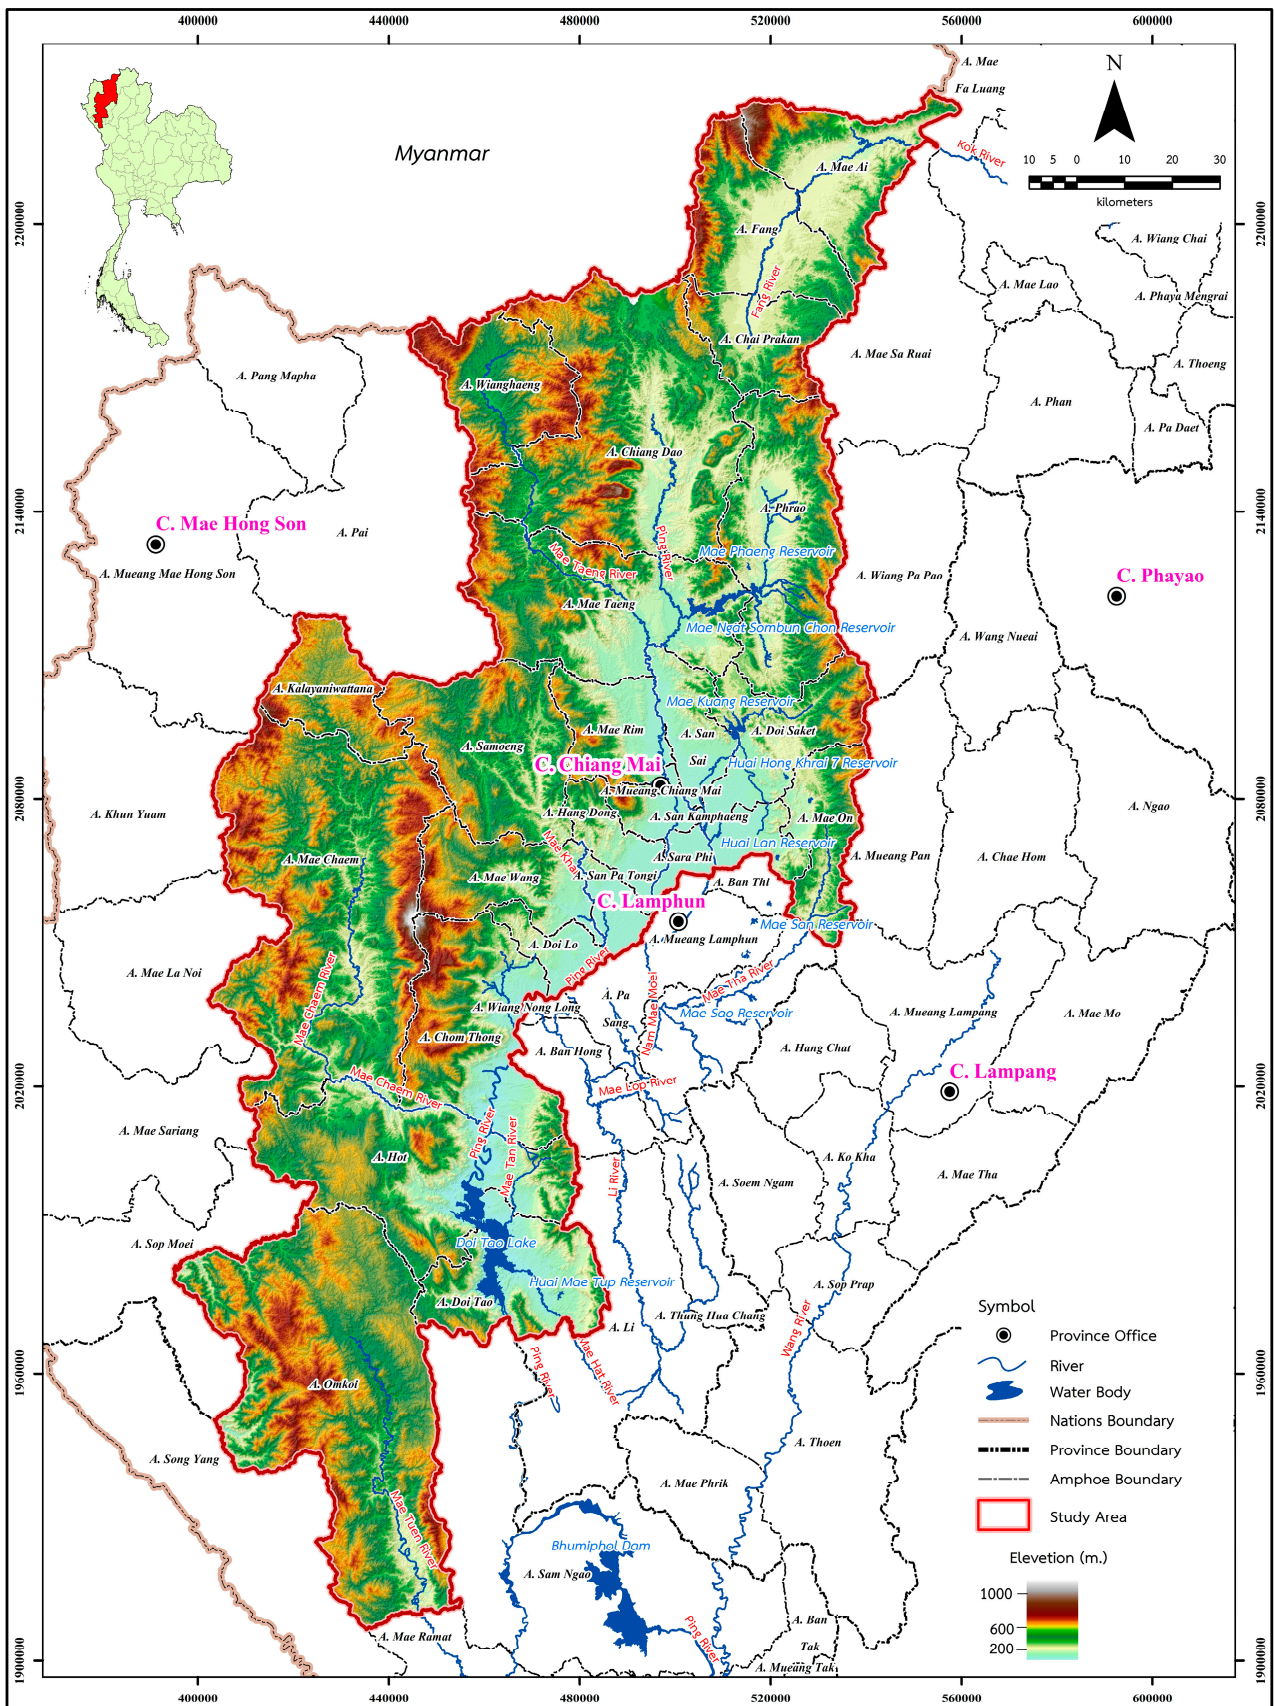 400000
440000
480000
520000
560000
600000
A. Mae
Fa Luang
N
Myanmar
Kok River
10 5 0 10 20 30
kilometers
A. Mae Ai
2200000
2200000
A. Fang
A. Wiang Chai
Fang River
A. Mae Lao
A. Phaya Mengrai
A. Chai Prakan
A. Mae Sa Ruai
A. Thoeng
A. Pang Mapha
A. Wianghaeng
A. Phan
A. Pa Daet
A. Chiang Dao
2140000
2140000
A. Phrao
C. Mae Hong Son
A. Pai
Ping River
Mae Phaeng Reservoir
Mae Taeng River
A. Mueang Mae Hong Son
A. Wiang Pa Pao
C. Phayao
A. Mae Taeng
Mae Ngat Sombun Chon Reservoir
A. Wang Nueai
A. Kalayaniwattana
Mae Kuang Reservoir
A. Mae Rim
A. San
Sai
A. Doi Saket
A. Samoeng
C. Chiang Mai
Huai Hong Khrai 7 Reservoir
A. Mueang Chiang Mai
2080000
2080000
A. Khun Yuam
A. Hang Dong
A. San Kamphaeng
A. Mae On
A. Ngao
Mae Khan
Huai Lan Reservoir
A. Mae Chaem
A. Sara Phi
A. Mueang Pan
A. Chae Hom
A. Mae Wang
A. San Pa Tongi
A. Ban Thl
C. Lamphun
Mae San Reservoir
A. Doi Lo
A. Mueang Lamphun
A. Mae La Noi
Ping River
Mae Tha River
Mae Chaem River
A. Pa
Sang
A. Wiang Nong Long
Nam Mae Moei
Mae Sao Reservoir
A. Mueang Lampang
A. Mae Mo
A. Chom Thong
A. Ban Hong
A. Hang Chat
C. Lampang
Mae Chaem River
Mae Lop River
2020000
2020000
A. Mae Sariang
Ping River
Mae Tan River
A. Hot
Li River
A. Ko Kha
A. Soem Ngam
A. Mae Tha
A. Sop Moei
Doi Tao Lake
Huai Mae Tup Reservoir
A. Sop Prap
A. Doi Tao
A. Li
A. Thung Hua Chang
Wang River
Ping River
Mae Hat River
1960000
1960000
A. Omkoi
A. Song Yang
A. Thoen
A. Mae Phrik
Mae Tuen River
Bhumiphol Dam
A. Sam Ngao
A. Ban
Tak
Ping River
A. Mae Ramat
A. Mueang Tak
1900000
1900000
Symbol
Province Office
River
Water Body
Nations Boundary
Province Boundary
Amphoe Boundary
Study Area
Elevetion (m.)
1000
600
200
400000
440000
480000
520000
560000
600000